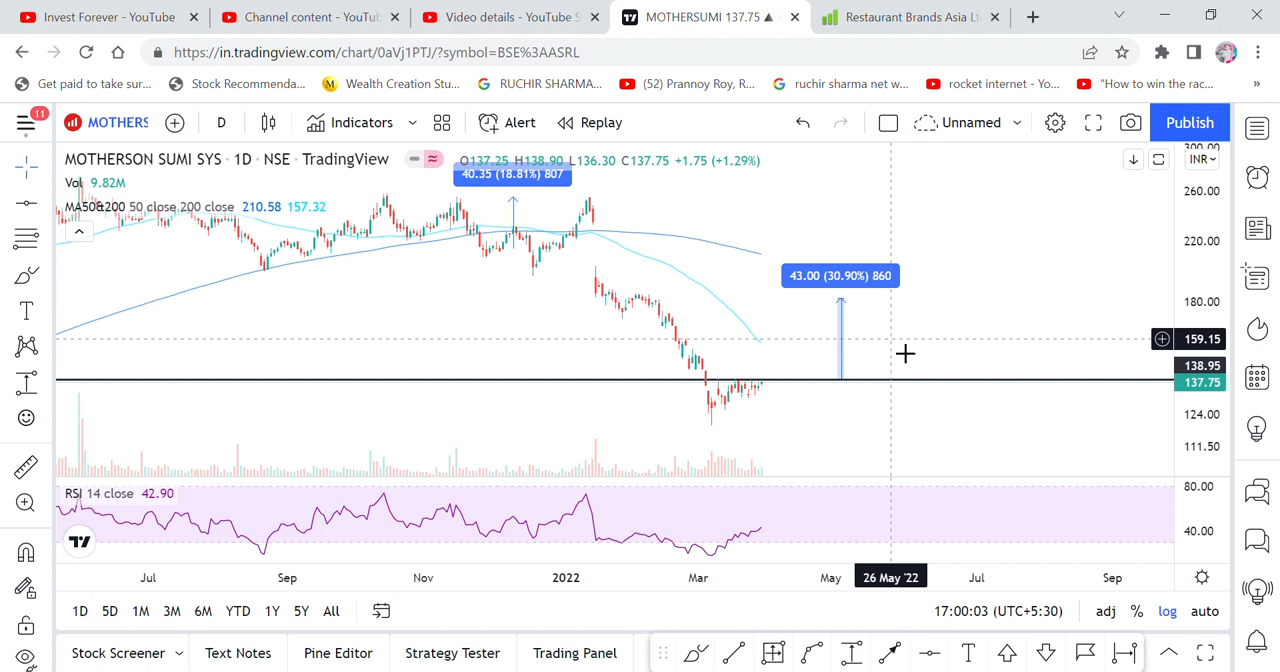 Invest Forever - YouTube
Channel content - YouTub
Video details - YouTube S
MOTHERSUMI 137.75 ▲
Restaurant Brands Asia Lt
https://in.tradingview.com/chart/0aVj1PTJ/?symbol=BSE%3AASRL
Get paid to take sur...
Stock Recommenda...
M Wealth Creation Stu...
G RUCHIR SHARMA...
(52) Prannoy Roy, R...
G ruchir sharma net w...
rocket internet - Yo...
"How to win the rac...
»
11
MOTHERS
D
Indicators
Alert
Replay
Unnamed
Publish
MOTHERSON SUMI SYS · 1D · NSE · TradingView
O137.25 H138.90 L136.30 C137.75 +1.75 (+1.29%)
Vol 9.82M
MA50&200 50 close 200 close 210.58 157.32
40.35 (18.81%) 807
43.00 (30.90%) 860
INR
300.00
260.00
220.00
180.00
159.15
138.95
137.75
124.00
111.50
RSI 14 close 42.90
80.00
40.00
Jul
Sep
Nov
2022
Mar
May
26 May '22
Jul
Sep
1D 5D 1M 3M 6M YTD 1Y 5Y All
17:00:03 (UTC+5:30)
adj % log auto
Stock Screener
Text Notes
Pine Editor
Strategy Tester
Trading Panel